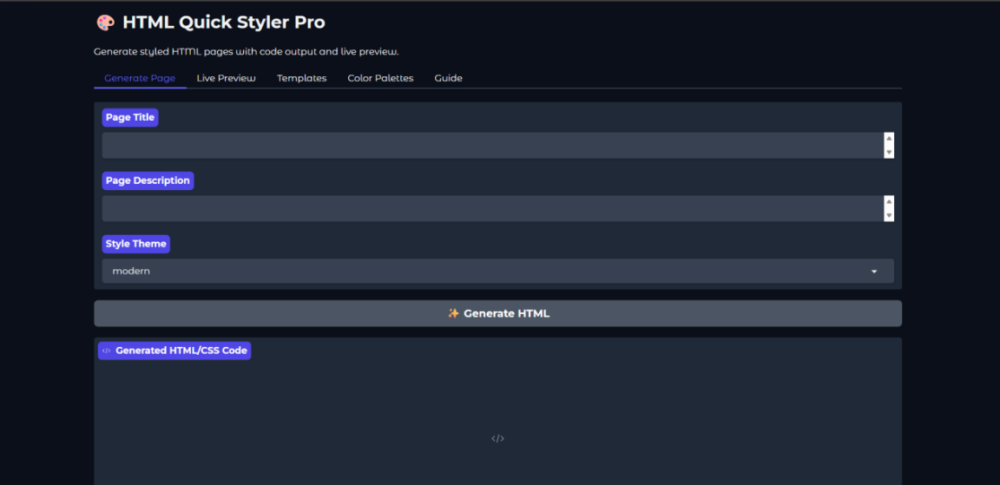 🎨 HTML Quick Styler Pro
Generate styled HTML pages with code output and live preview.
Generate Page Live Preview Templates Color Palettes Guide
Page Title
Page Description
Style Theme
modern
✨ Generate HTML
</> Generated HTML/CSS Code
</>